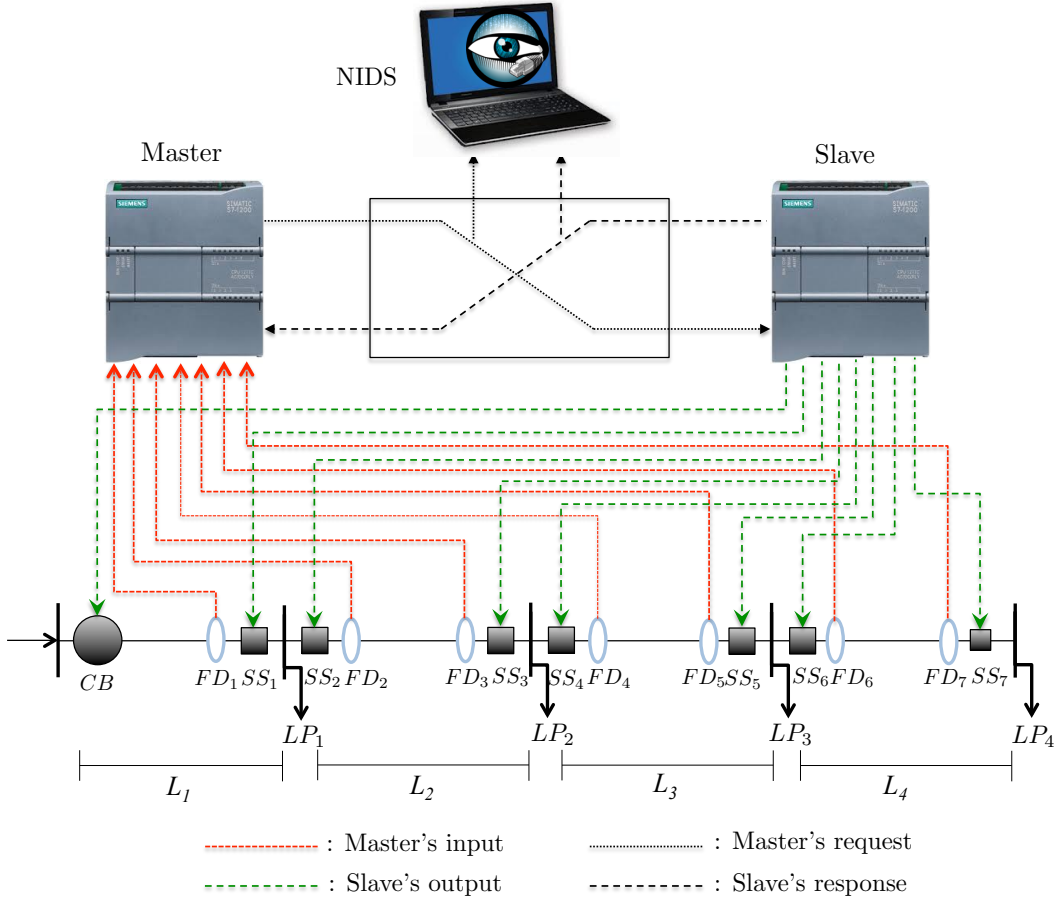 NIDS
Master
Slave
SIEMENS
SIMATIC
S7-1200
SIEMENS
SIMATIC
S7-1200
CB
FD₁ SS₁
SS₂ FD₂
FD₃ SS₃
SS₄ FD₄
FD₅ SS₅
SS₆ FD₆
FD₇ SS₇
LP₁
LP₂
LP₃
LP₄
L₁
L₂
L₃
L₄
: Master's input
: Master's request
: Slave's output
: Slave's response